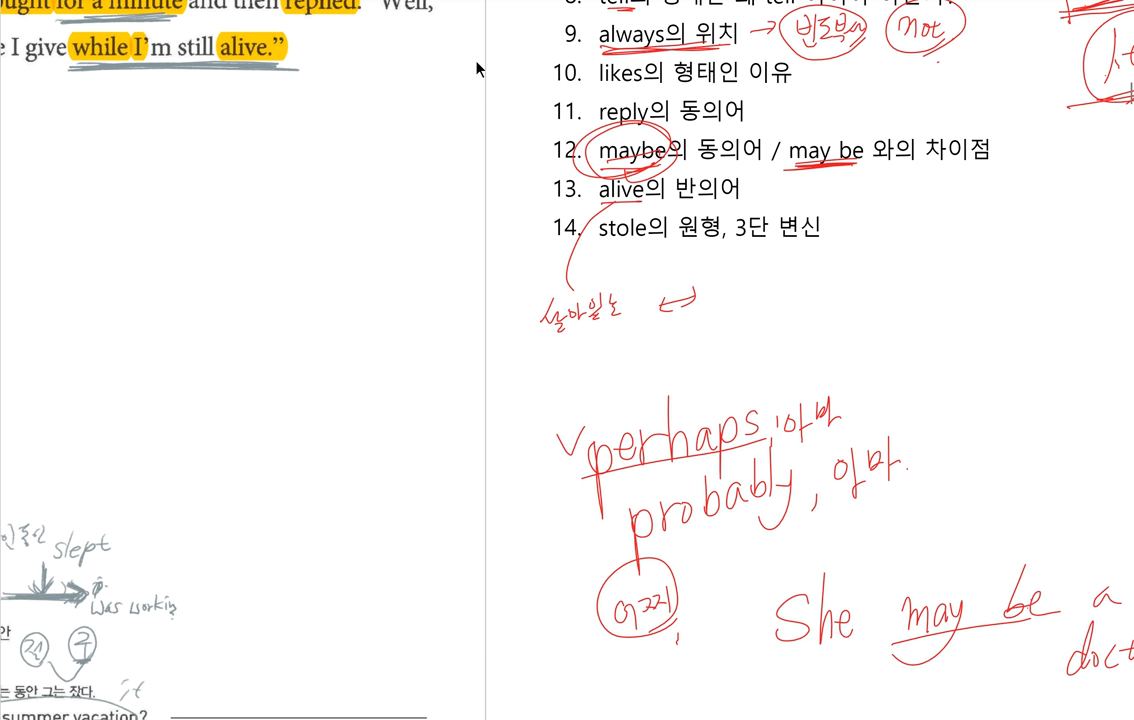 for a minute and then replied. "Well,
I give while I'm still alive."
9. always의 위치 → 빈도부사 not
10. likes의 형태인 이유
11. reply의 동의어
12. maybe의 동의어 / may be 와의 차이점
13. alive의 반의어
14. stole의 원형, 3단 변신
살아있는 ↔
perhaps, 아마
probably, 아마.
She may be a
slept
was working
는 동안 그는 잤다. it
summer vacation?